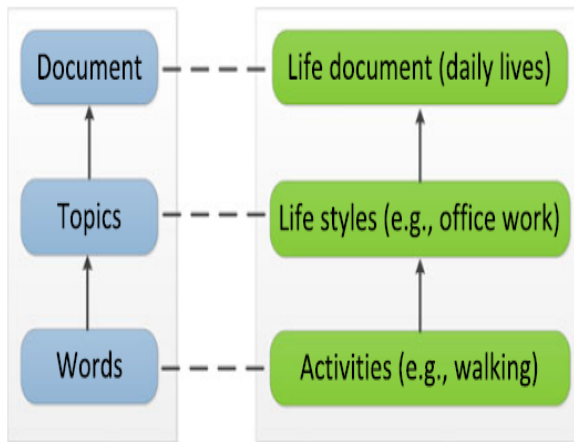 Document
Life document (daily lives)
Topics
Life styles (e.g., office work)
Words
Activities (e.g., walking)